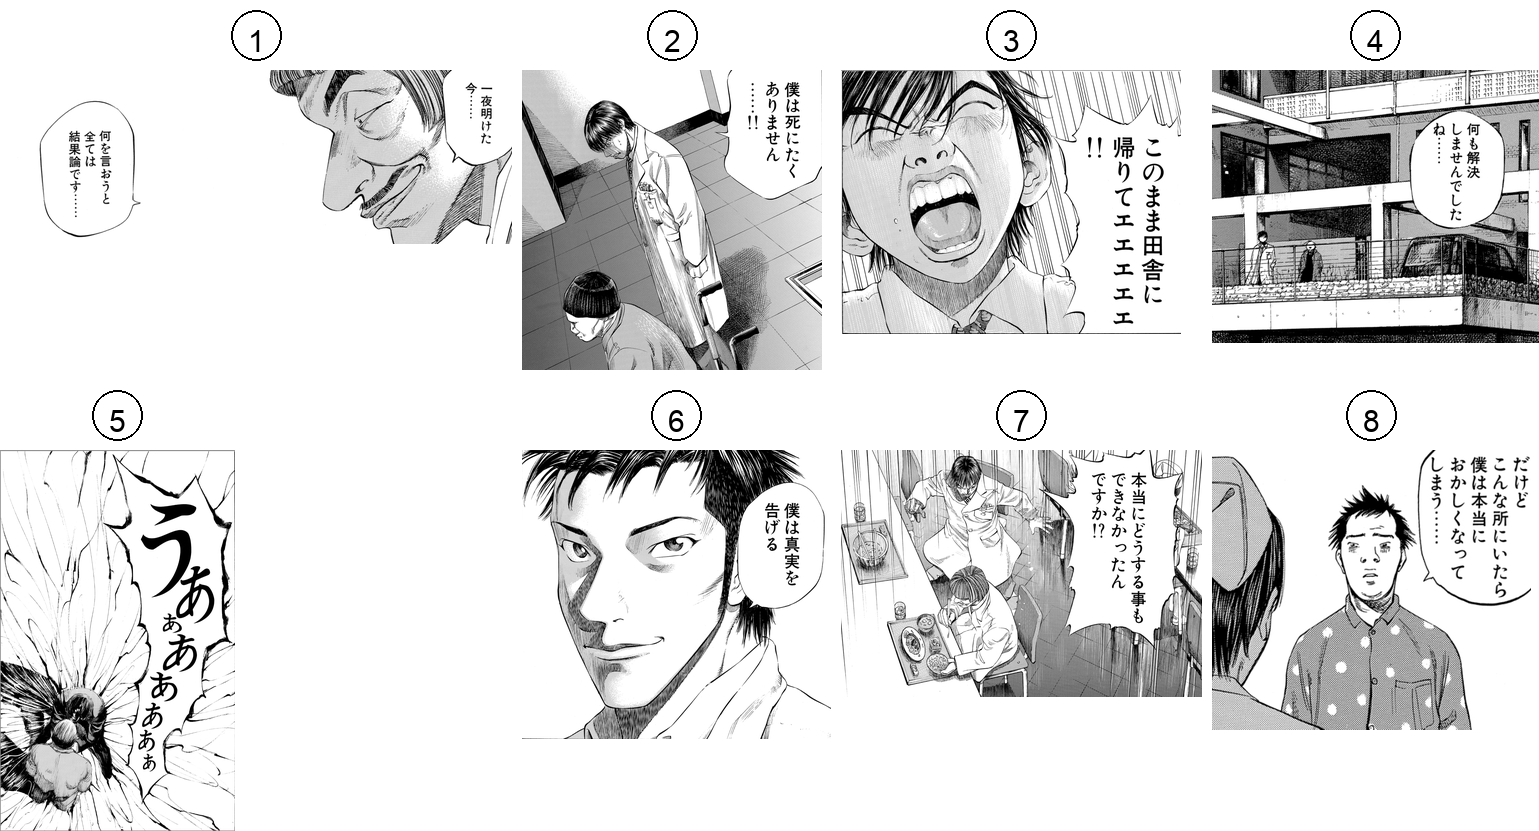 1
一夜明けた
今……
何を言おうと
全ては
結果論です……
2
僕は死にたく
ありません
……!!
3
このまま田舎に
帰りてエエエエェ
!!
4
何も解決
しませんでした
ね……
5
うあぁあぁあぁぁ
6
僕は真実を
告げる
7
本当にどうする事も
できなかったん
ですか!?
8
だけど
こんな所にいたら
僕は本当に
おかしくなって
しまう……